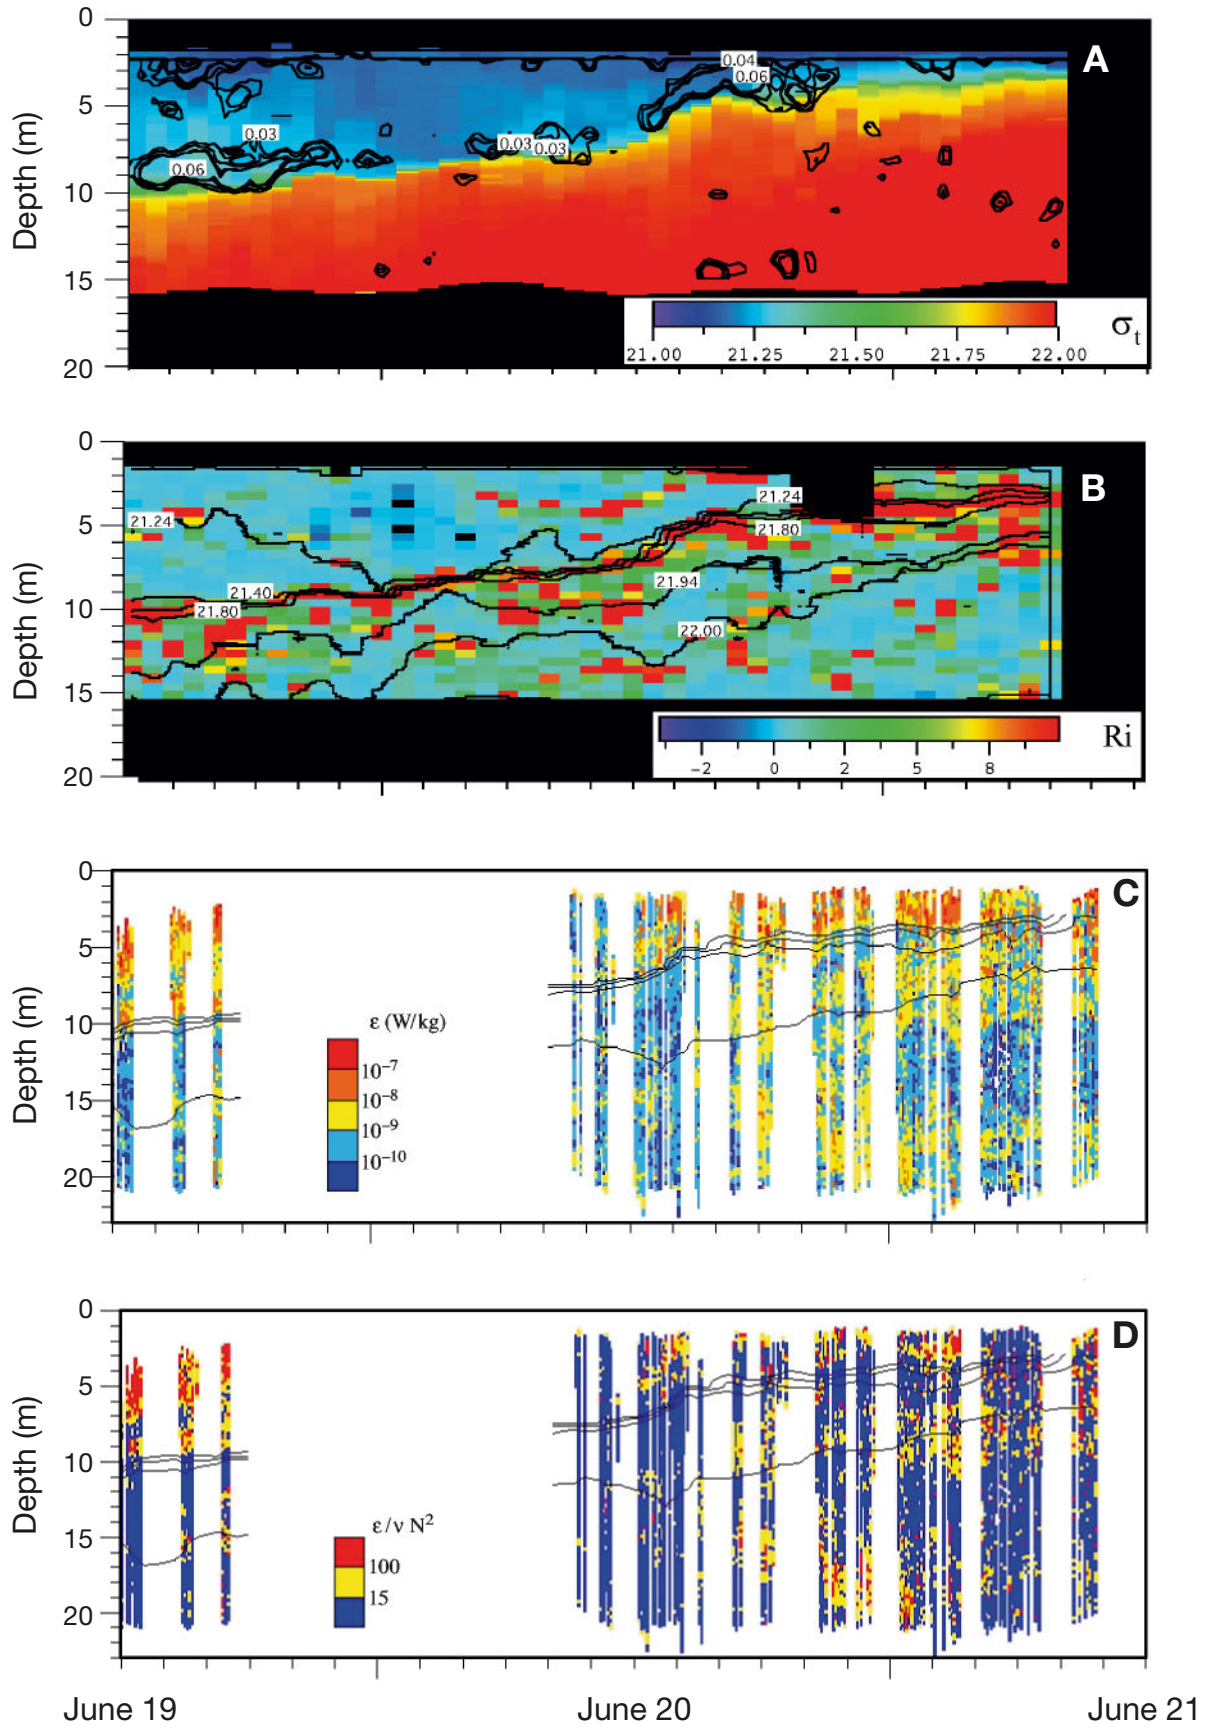 A
0
5
10
15
20
Depth (m)
0.04
0.06
0.03
0.03
0.03
0.06
21.00 21.25 21.50 21.75 22.00
σt
B
0
5
10
15
20
Depth (m)
21.24
21.24
21.80
21.40
21.80
21.94
22.00
−2 0 2 5 8
Ri
C
0
5
10
15
20
Depth (m)
ε (W/kg)
10−7
10−8
10−9
10−10
D
0
5
10
15
20
Depth (m)
ε/ν N2
100
15
June 19 June 20 June 21